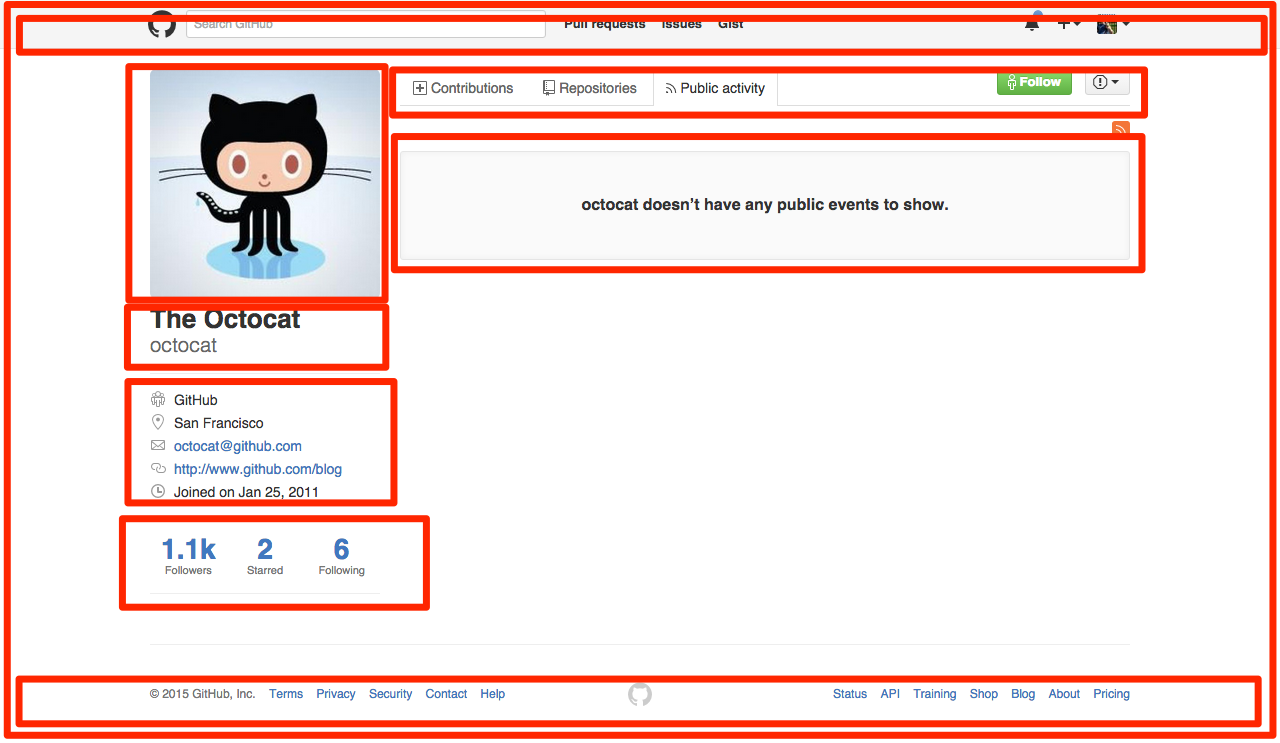 Search GitHub Pull requests Issues Gist
Contributions Repositories Public activity Follow
octocat doesn’t have any public events to show.
The Octocat
octocat
GitHub
San Francisco
octocat@github.com
http://www.github.com/blog
Joined on Jan 25, 2011
1.1k 2 6
Followers Starred Following
© 2015 GitHub, Inc. Terms Privacy Security Contact Help Status API Training Shop Blog About Pricing